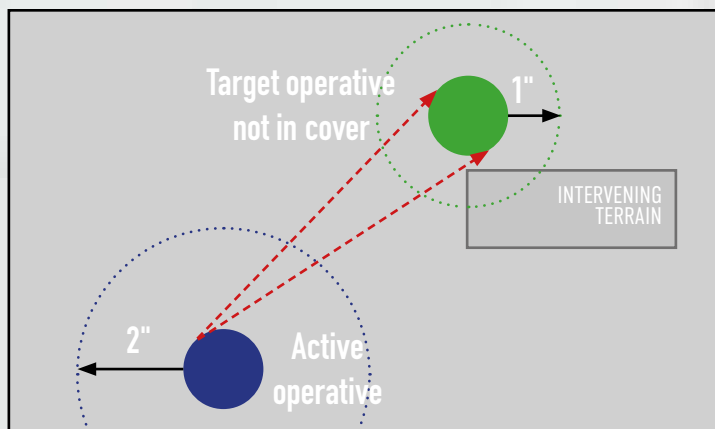 Target operative
not in cover
1"
INTERVENING
TERRAIN
2"
Active
operative